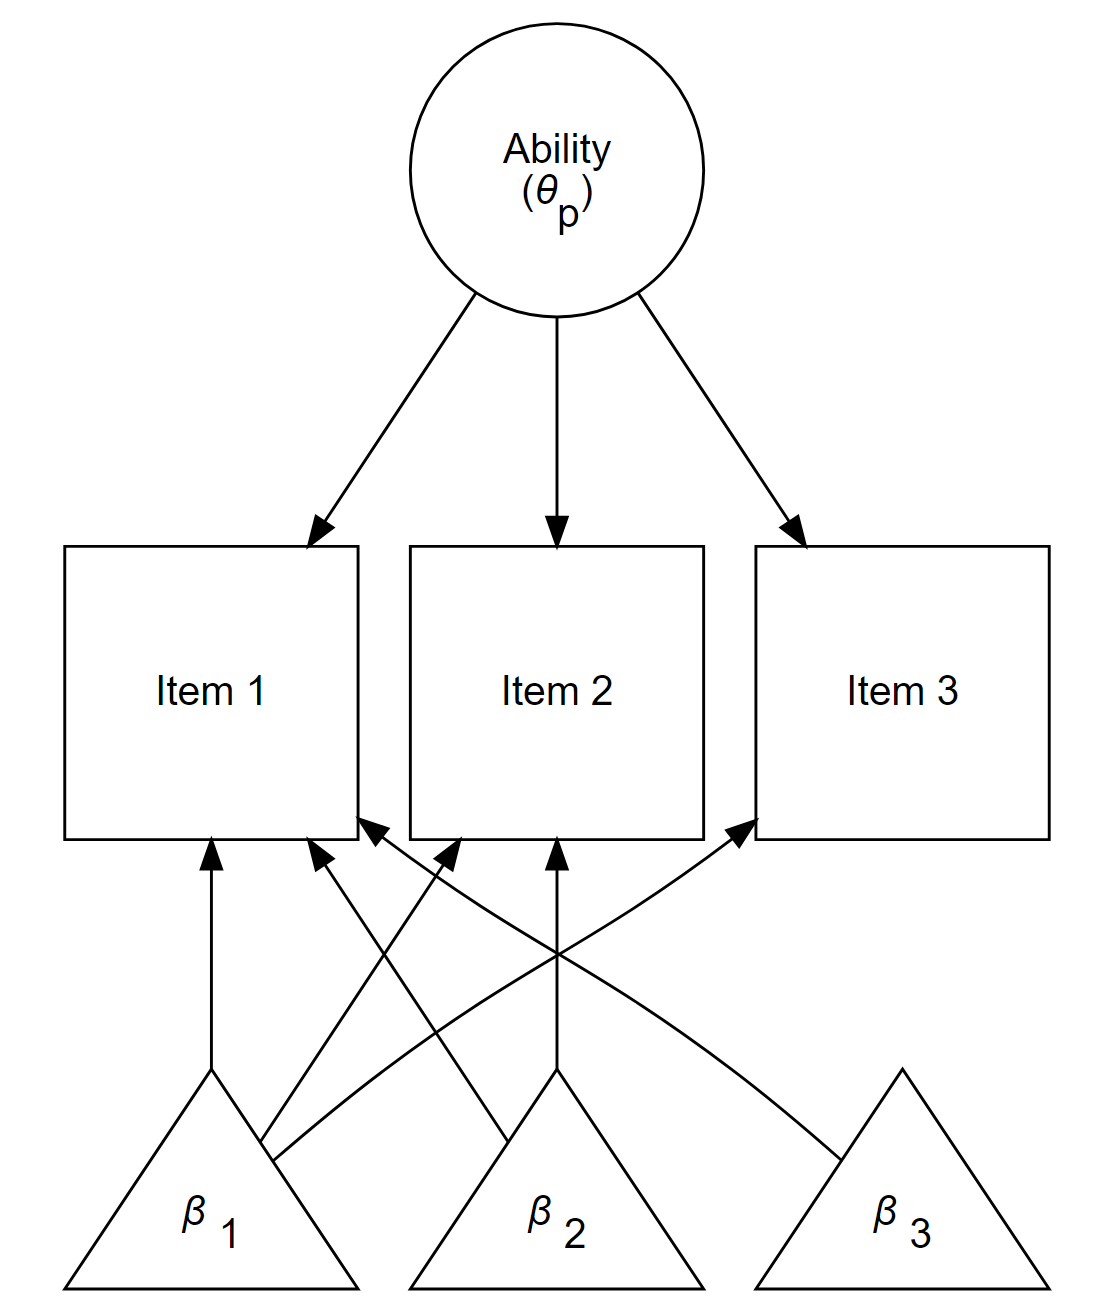 Ability
(θp)
Item 1
Item 2
Item 3
β 1
β 2
β 3